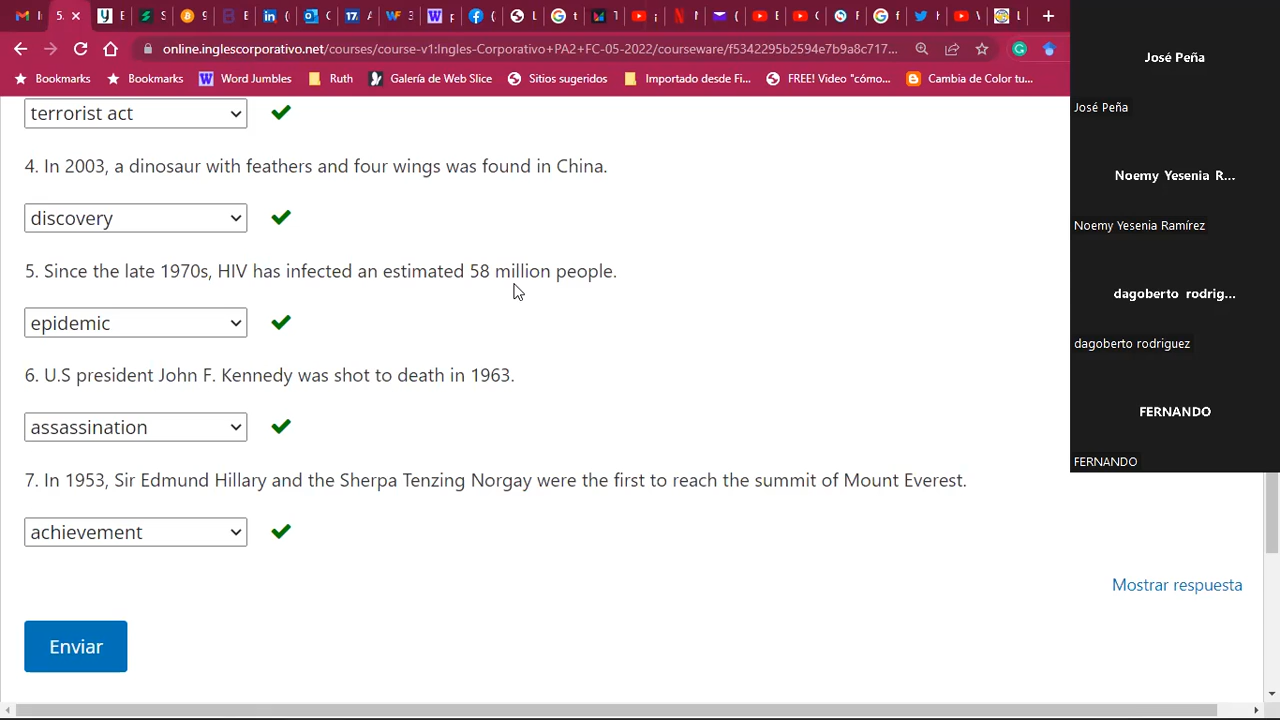 5.
online.inglescorporativo.net/courses/course-v1:Ingles-Corporativo+PA2+FC-05-2022/courseware/f5342295b2594e7b9a8c717...
Bookmarks Bookmarks Word Jumbles Ruth Galería de Web Slice Sitios sugeridos Importado desde Fi... FREE! Video "cómo... Cambia de Color tu...
terrorist act
4. In 2003, a dinosaur with feathers and four wings was found in China.
discovery
5. Since the late 1970s, HIV has infected an estimated 58 million people.
epidemic
6. U.S president John F. Kennedy was shot to death in 1963.
assassination
7. In 1953, Sir Edmund Hillary and the Sherpa Tenzing Norgay were the first to reach the summit of Mount Everest.
achievement
Mostrar respuesta
Enviar
José Peña
José Peña
Noemy Yesenia R...
Noemy Yesenia Ramírez
dagoberto rodrig...
dagoberto rodriguez
FERNANDO
FERNANDO